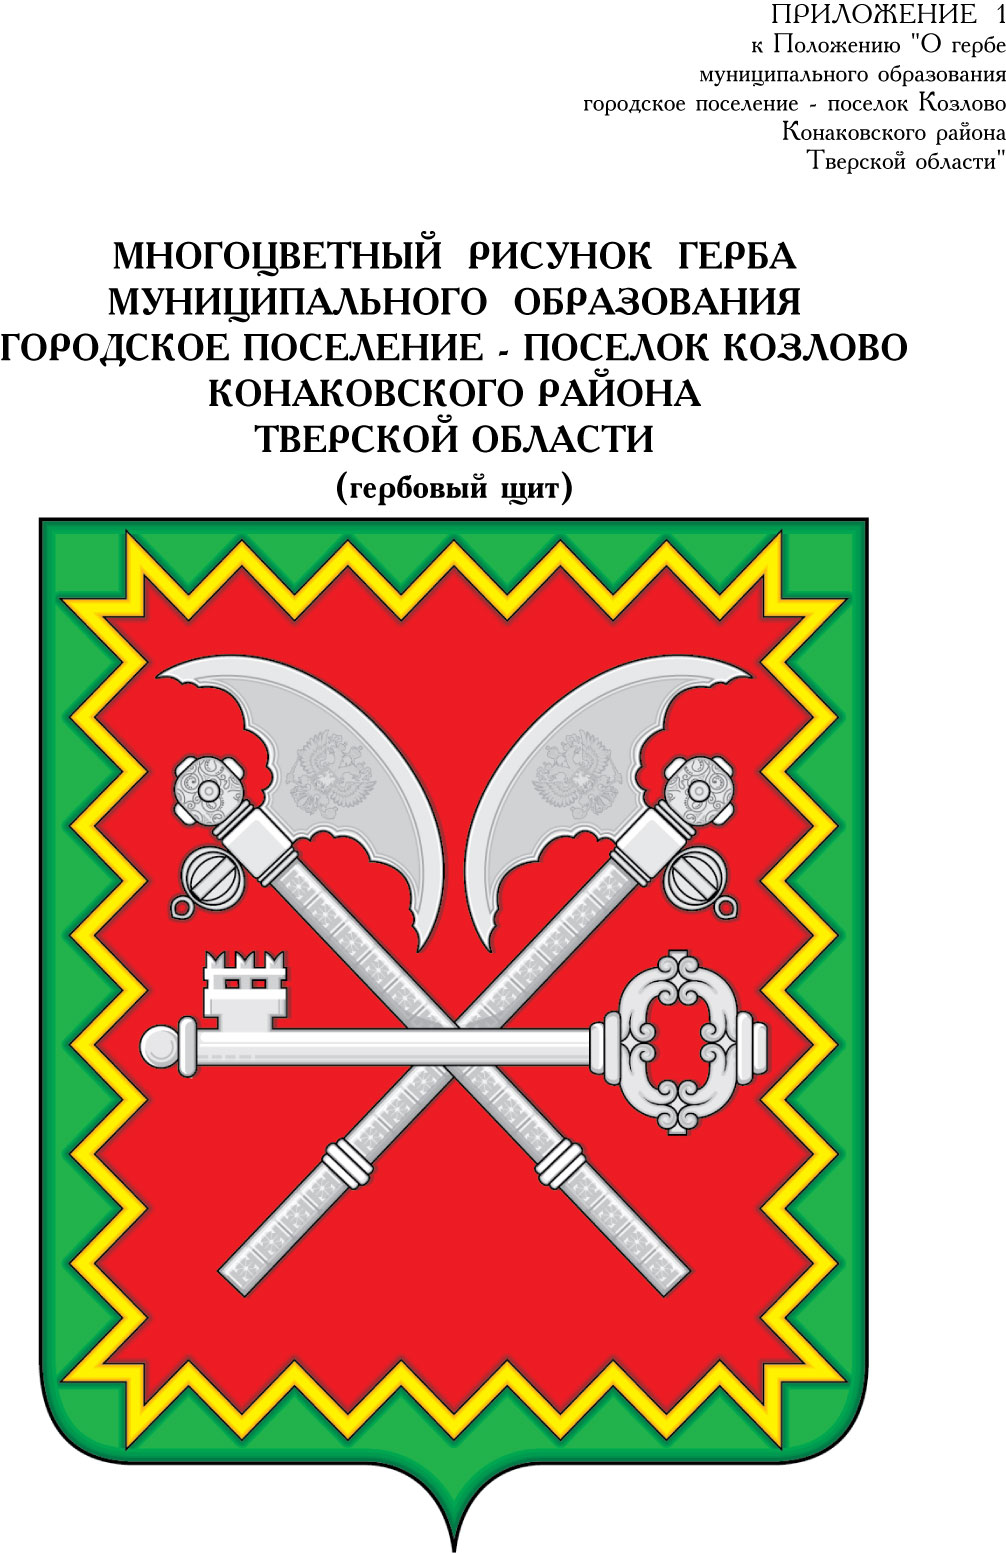 ПРИЛОЖЕНИЕ 1
к Положению "О гербе
муниципального образования
городское поселение - поселок Козлово
Конаковского района
Тверской области"
МНОГОЦВЕТНЫЙ РИСУНОК ГЕРБА
МУНИЦИПАЛЬНОГО ОБРАЗОВАНИЯ
ГОРОДСКОЕ ПОСЕЛЕНИЕ - ПОСЕЛОК КОЗЛОВО
КОНАКОВСКОГО РАЙОНА
ТВЕРСКОЙ ОБЛАСТИ
(гербовый щит)